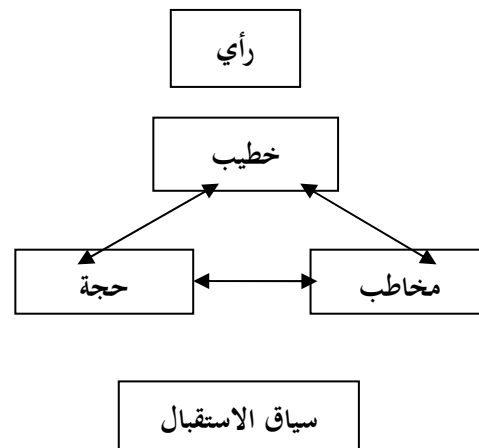 رأي
خطيب
مخاطب
حجة
سياق الاستقبال